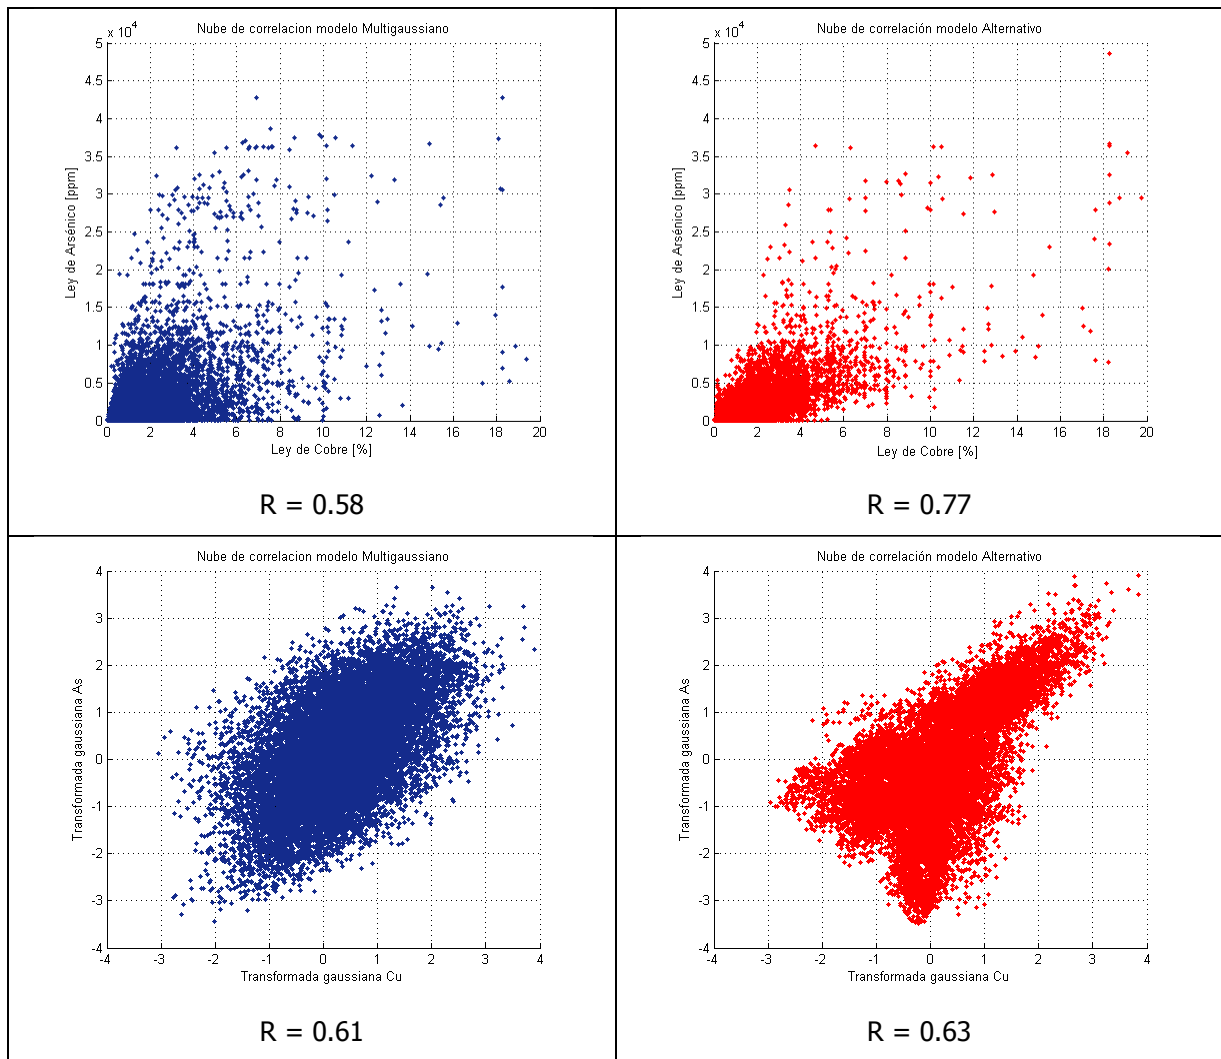 Nube de correlacion modelo Multigaussiano
x 10^4
5
4.5
4
3.5
3
2.5
2
1.5
1
0.5
0
Ley de Arsénico [ppm]
2 4 6 8 10 12 14 16 18 20
Ley de Cobre [%]
R = 0.58
Nube de correlación modelo Alternativo
x 10^4
5
4.5
4
3.5
3
2.5
2
1.5
1
0.5
0
Ley de Arsénico [ppm]
0 2 4 6 8 10 12 14 16 18 20
Ley de Cobre [%]
R = 0.77
Nube de correlacion modelo Multigaussiano
4
3
2
1
0
-1
-2
-3
-4
Transformada gaussiana As
-4 -3 -2 -1 0 1 2 3 4
Transformada gaussiana Cu
R = 0.61
Nube de correlación modelo Alternativo
4
3
2
1
0
-1
-2
-3
-4
Transformada gaussiana As
-4 -3 -2 -1 0 1 2 3 4
Transformada gaussiana Cu
R = 0.63